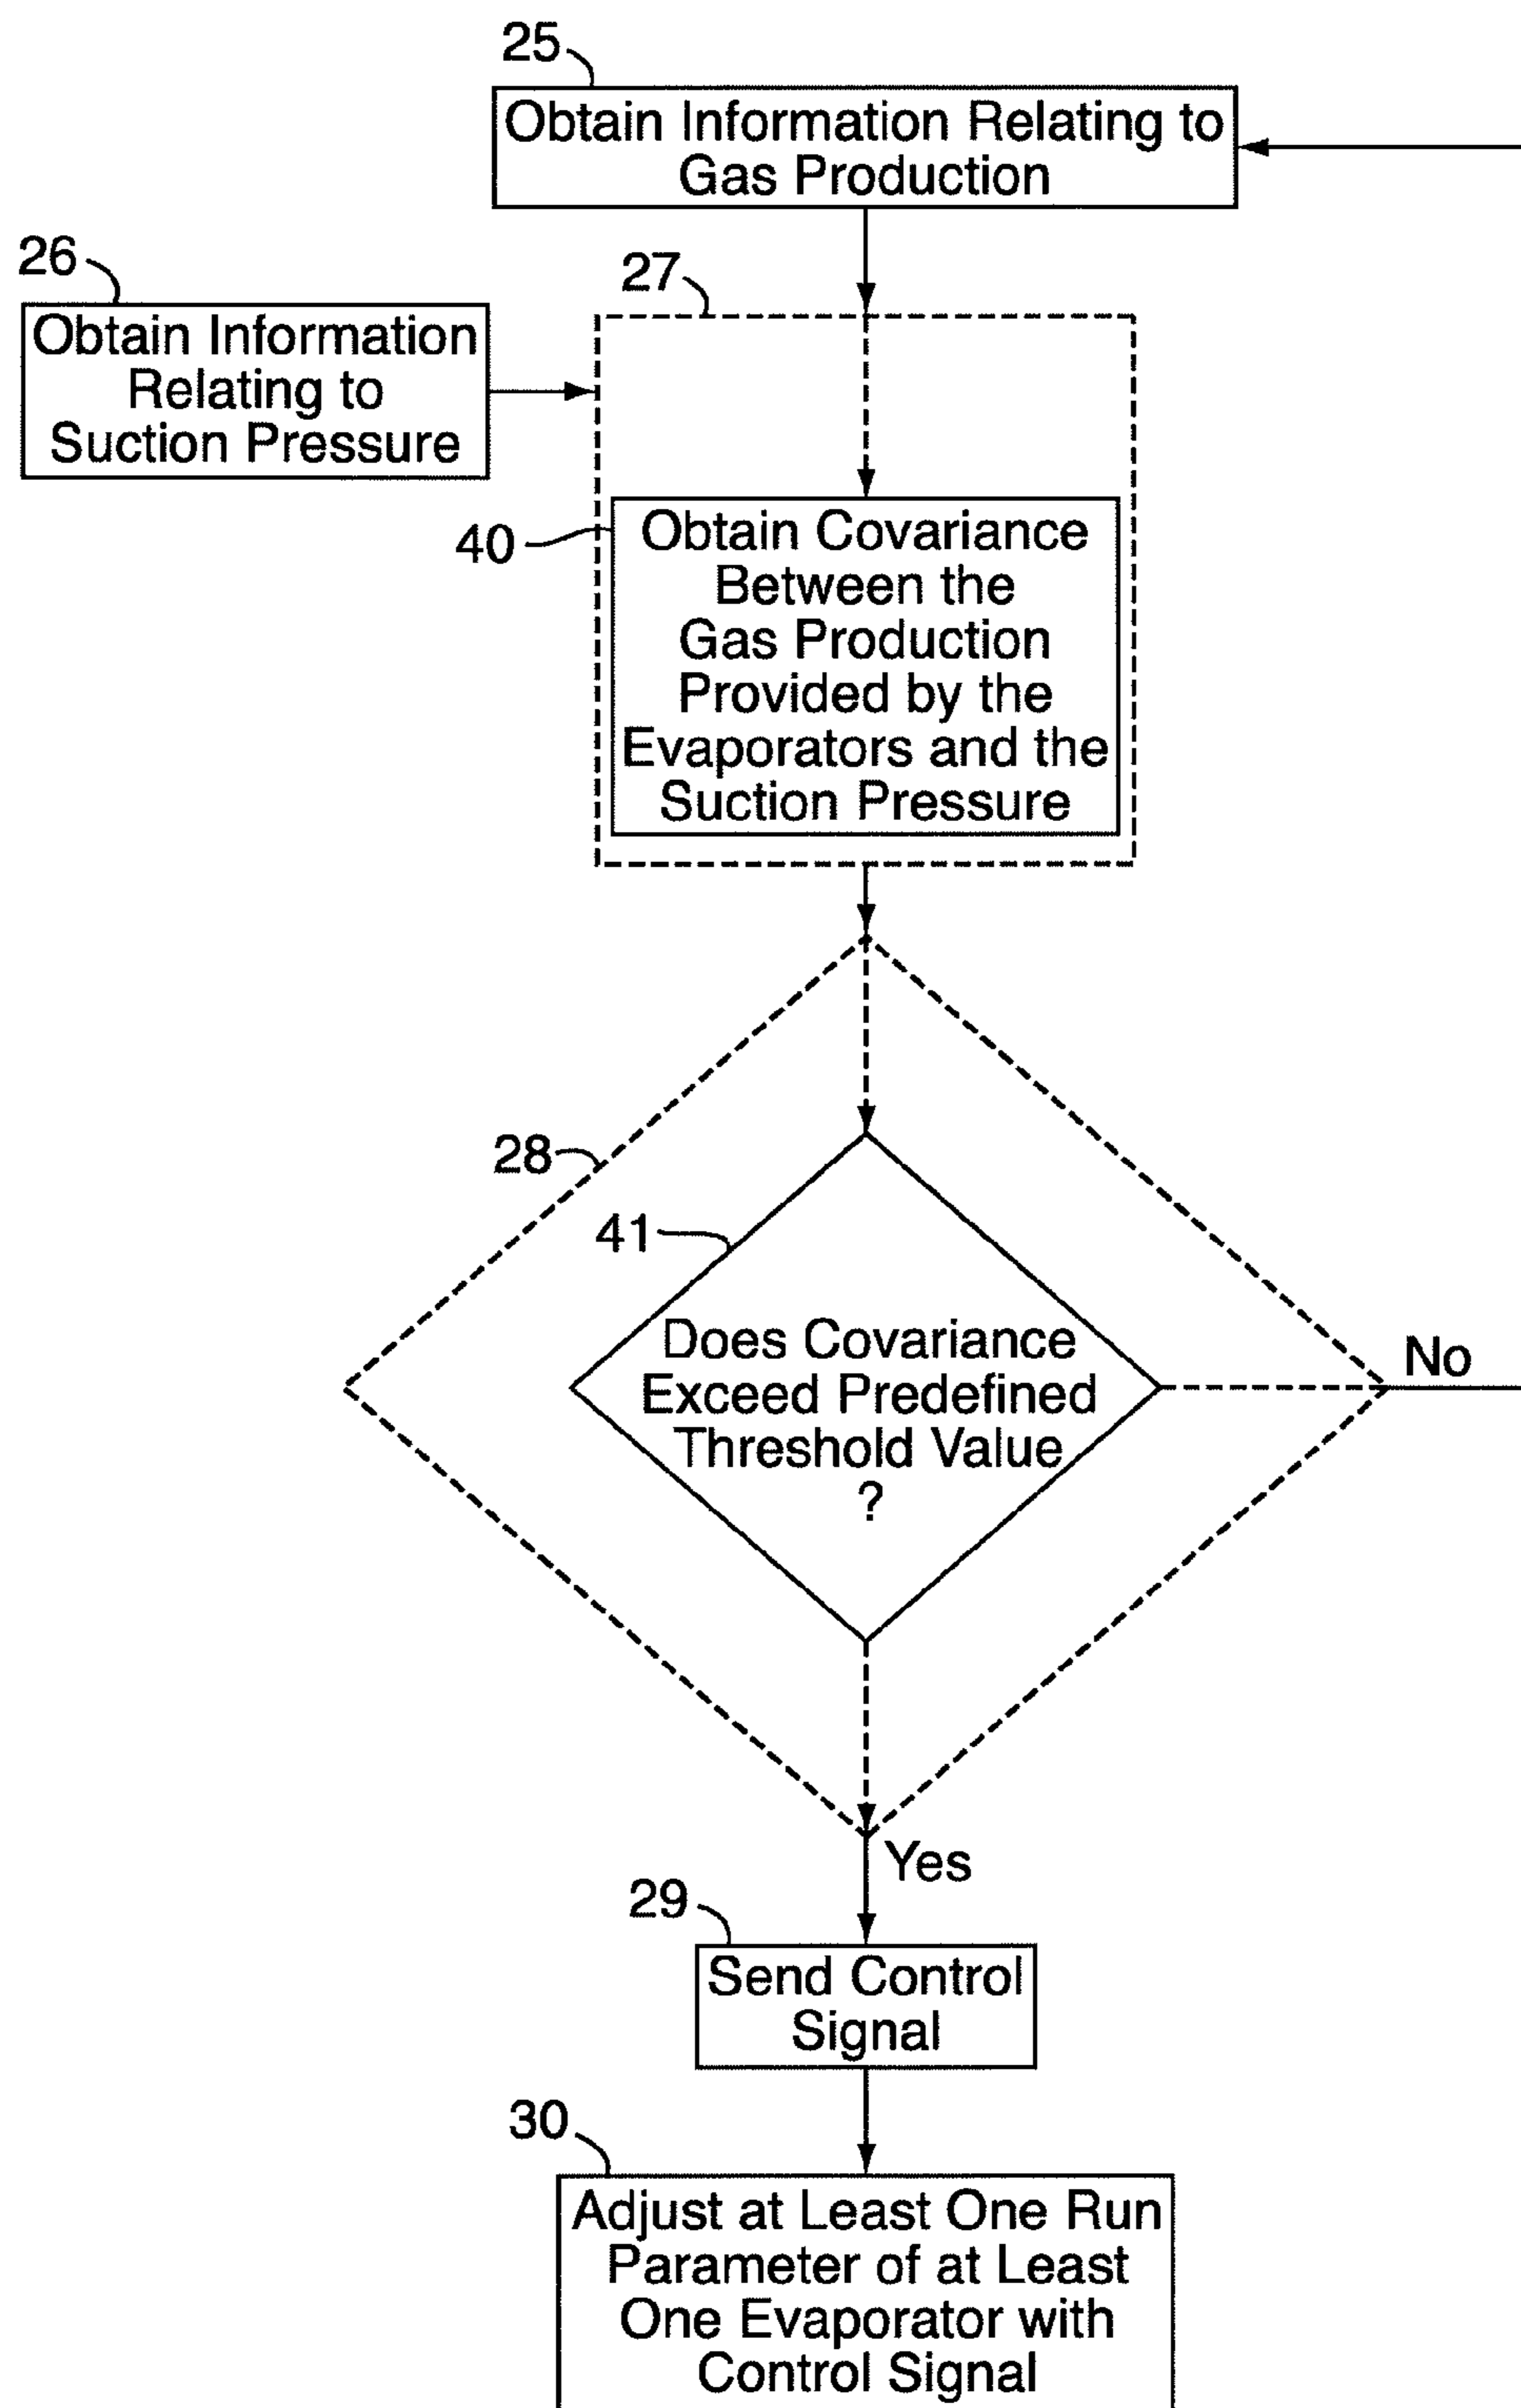 25
Obtain Information Relating to
Gas Production
26
27
Obtain Information
Relating to
Suction Pressure
40
Obtain Covariance
Between the
Gas Production
Provided by the
Evaporators and the
Suction Pressure
28
41
Does Covariance
Exceed Predefined
Threshold Value
?
No
Yes
29
Send Control
Signal
30
Adjust at Least One Run
Parameter of at Least
One Evaporator with
Control Signal